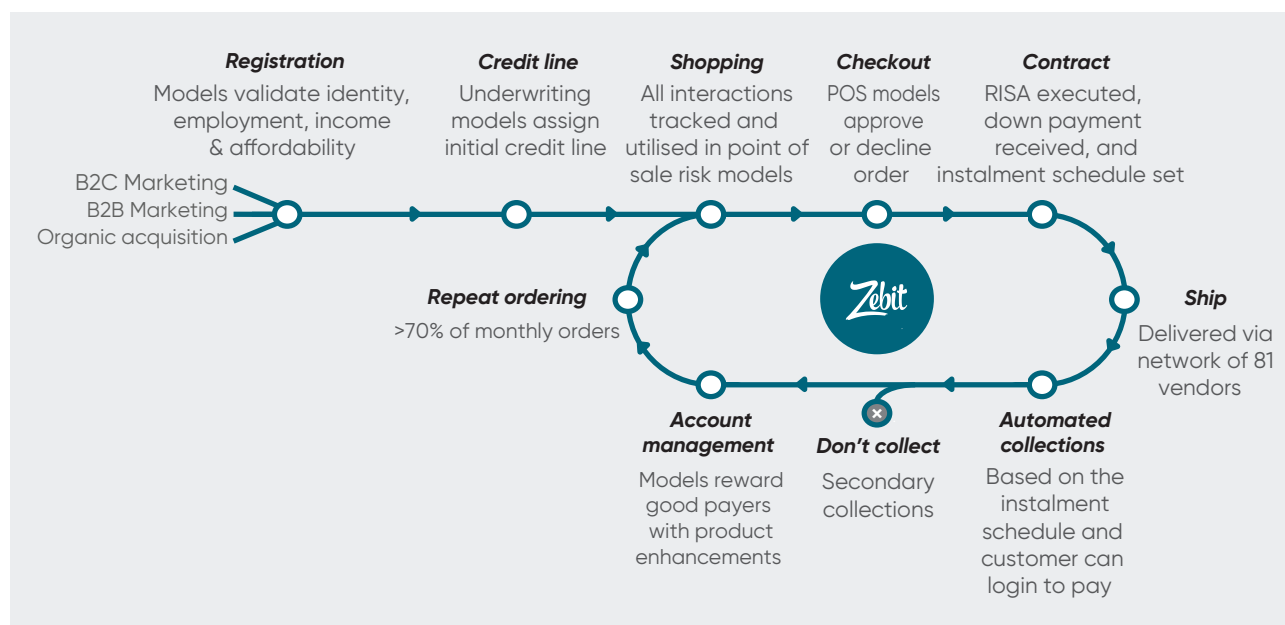 Registration
Models validate identity,
employment, income
& affordability
Credit line
Underwriting
models assign
initial credit line
Shopping
All interactions
tracked and
utilised in point of
sale risk models
Checkout
POS models
approve
or decline
order
Contract
RISA executed,
down payment
received, and
instalment schedule set
B2C Marketing
B2B Marketing
Organic acquisition
Zebit
Repeat ordering
>70% of monthly orders
Ship
Delivered via
network of 81
vendors
Account
management
Models reward
good payers
with product
enhancements
Don't collect
Secondary
collections
Automated
collections
Based on the
instalment
schedule and
customer can
login to pay